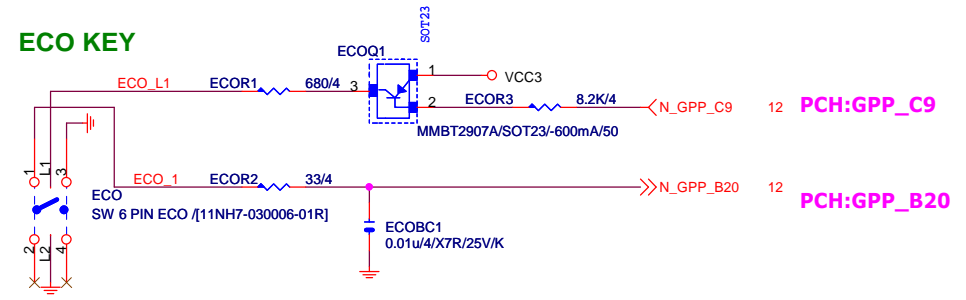 SOT23
ECO KEY
ECOQ1
1
VCC3
ECO_L1
ECOR1
680/4
3
2
ECOR3
8.2K/4
N_GPP_C9
12
PCH:GPP_C9
MMBT2907A/SOT23/-600mA/50
1
L1
3
ECO_1
ECOR2
33/4
N_GPP_B20
12
PCH:GPP_B20
ECO
SW 6 PIN ECO /[11NH7-030006-01R]
ECOBC1
0.01u/4/X7R/25V/K
2
L2
4